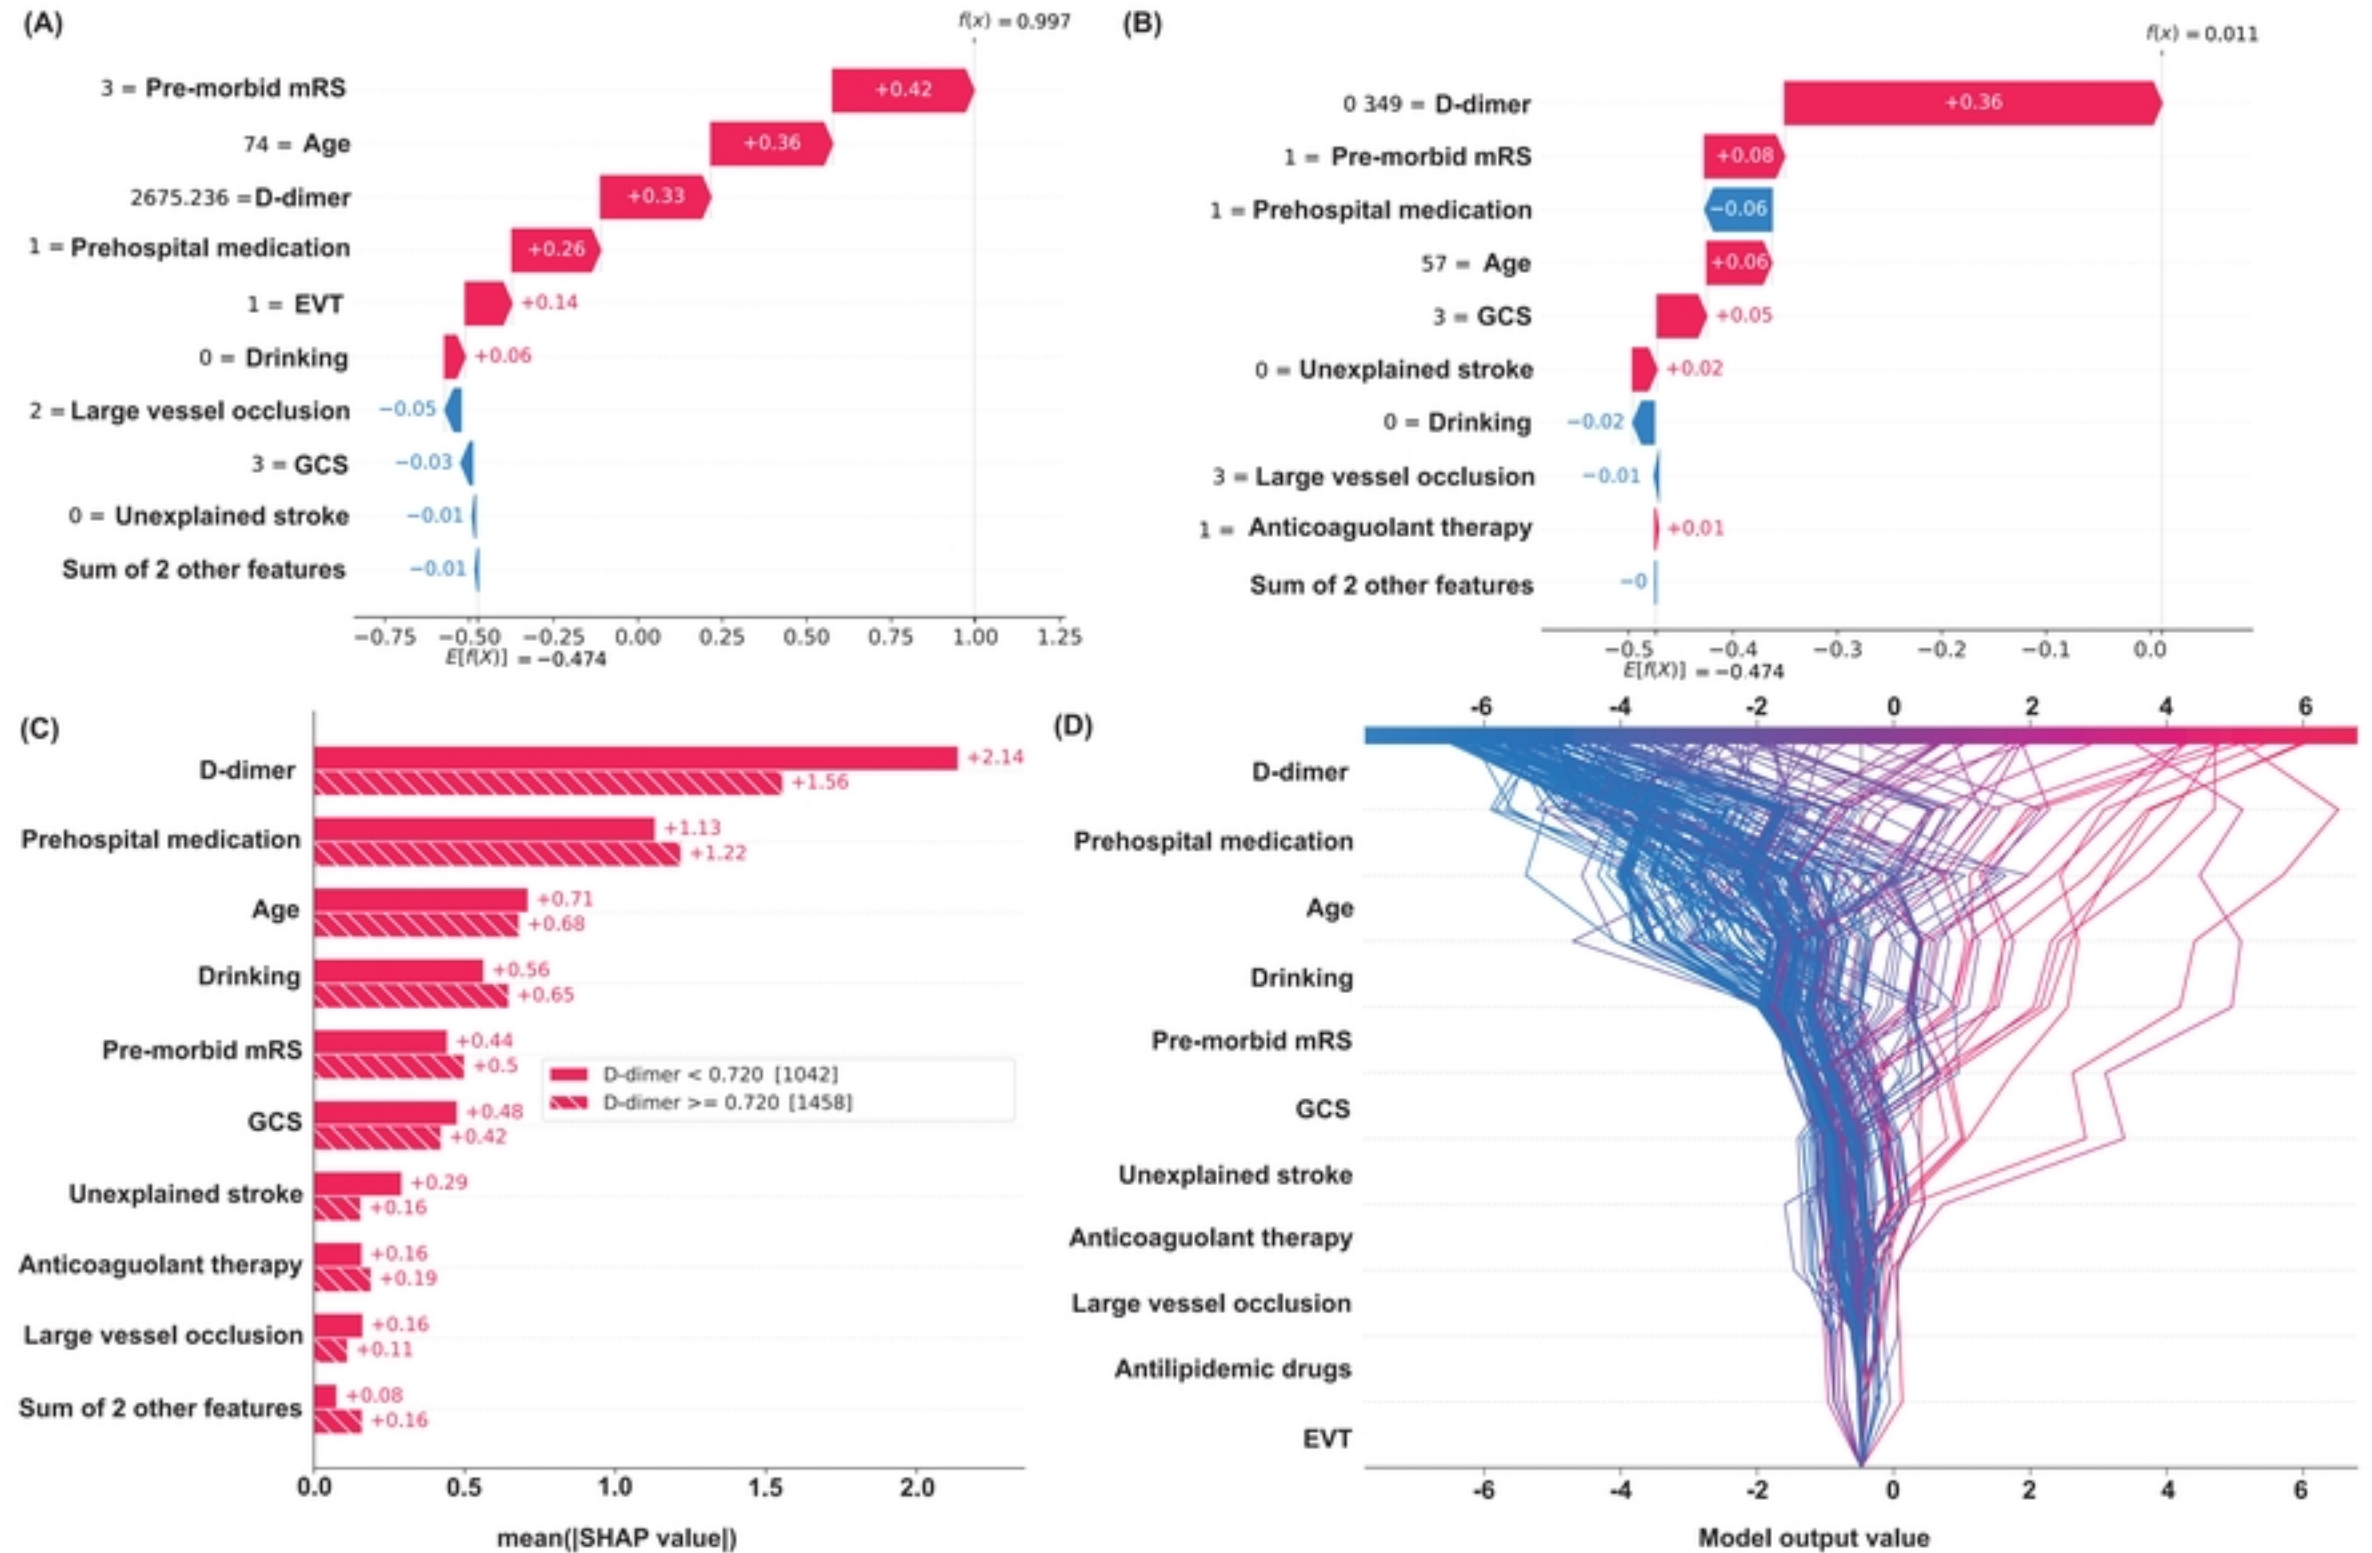 (A)
f(x) = 0.997
3 = Pre-morbid mRS
+0.42
74 = Age
+0.36
2675.236 =D-dimer
+0.33
1 = Prehospital medication
+0.26
1 = EVT
+0.14
0 = Drinking
+0.06
2 = Large vessel occlusion
−0.05
3 = GCS
−0.03
0 = Unexplained stroke
−0.01
Sum of 2 other features
−0.01
−0.75 −0.50 −0.25 0.00 0.25 0.50 0.75 1.00 1.25
E[f(X)] = −0.474
(B)
f(x) = 0.011
0 349 = D-dimer
+0.36
1 = Pre-morbid mRS
+0.08
1 = Prehospital medication
−0.06
57 = Age
+0.06
3 = GCS
+0.05
0 = Unexplained stroke
+0.02
0 = Drinking
−0.02
3 = Large vessel occlusion
−0.01
1 = Anticoaguolant therapy
+0.01
Sum of 2 other features
−0
−0.5 −0.4 −0.3 −0.2 −0.1 0.0
E[f(X)] = −0.474
(C)
D-dimer
+2.14
+1.56
Prehospital medication
+1.13
+1.22
Age
+0.71
+0.68
Drinking
+0.56
+0.65
Pre-morbid mRS
+0.44
+0.5
GCS
+0.48
+0.42
Unexplained stroke
+0.29
+0.16
Anticoaguolant therapy
+0.16
+0.19
Large vessel occlusion
+0.16
+0.11
Sum of 2 other features
+0.08
+0.16
D-dimer < 0.720 [1042]
D-dimer >= 0.720 [1458]
0.0 0.5 1.0 1.5 2.0
mean(|SHAP value|)
(D)
-6 -4 -2 0 2 4 6
D-dimer
Prehospital medication
Age
Drinking
Pre-morbid mRS
GCS
Unexplained stroke
Anticoaguolant therapy
Large vessel occlusion
Antilipidemic drugs
EVT
-6 -4 -2 0 2 4 6
Model output value